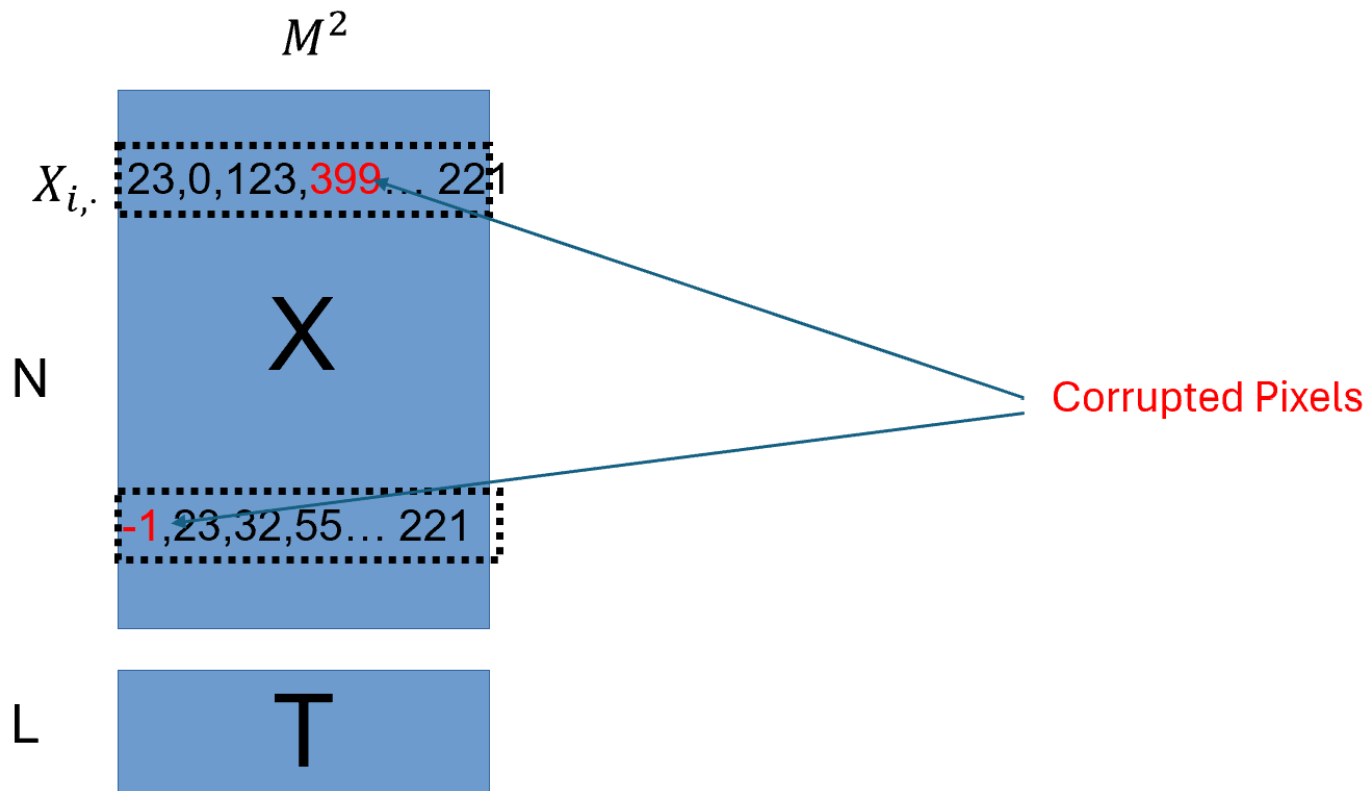 M²
X_{i,·} 23,0,123,399... 221
X
N
Corrupted Pixels
-1,23,32,55... 221
L
T